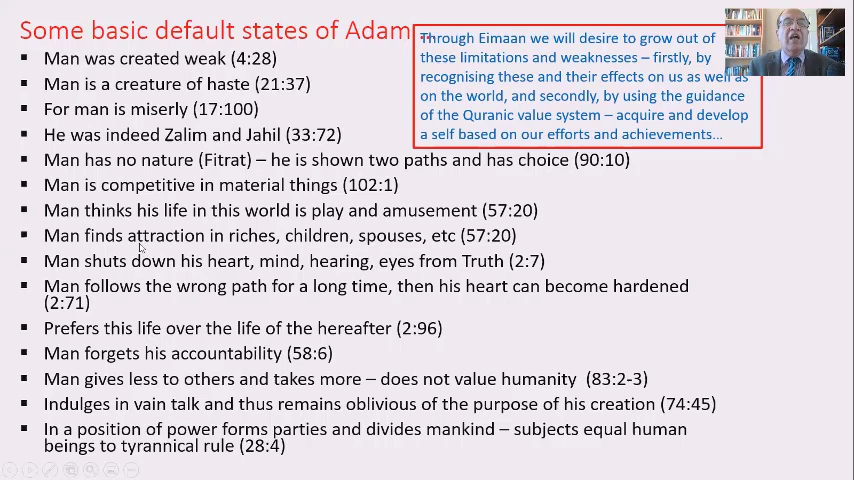 Some basic default states of Adam…
Through Eimaan we will desire to grow out of
these limitations and weaknesses – firstly, by
recognising these and their effects on us as well as
on the world, and secondly, by using the guidance
of the Quranic value system – acquire and develop
a self based on our efforts and achievements…
▪ Man was created weak (4:28)
▪ Man is a creature of haste (21:37)
▪ For man is miserly (17:100)
▪ He was indeed Zalim and Jahil (33:72)
▪ Man has no nature (Fitrat) – he is shown two paths and has choice (90:10)
▪ Man is competitive in material things (102:1)
▪ Man thinks his life in this world is play and amusement (57:20)
▪ Man finds attraction in riches, children, spouses, etc (57:20)
▪ Man shuts down his heart, mind, hearing, eyes from Truth (2:7)
▪ Man follows the wrong path for a long time, then his heart can become hardened
(2:71)
▪ Prefers this life over the life of the hereafter (2:96)
▪ Man forgets his accountability (58:6)
▪ Man gives less to others and takes more – does not value humanity (83:2-3)
▪ Indulges in vain talk and thus remains oblivious of the purpose of his creation (74:45)
▪ In a position of power forms parties and divides mankind – subjects equal human
beings to tyrannical rule (28:4)